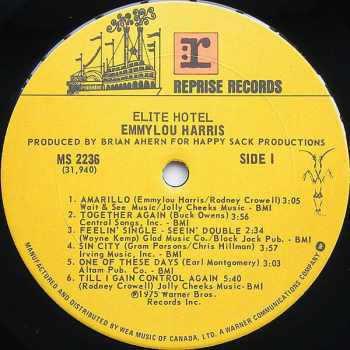 r
REPRISE RECORDS
ELITE HOTEL
EMMYLOU HARRIS
PRODUCED BY BRIAN AHERN FOR HAPPY SACK PRODUCTIONS
MS 2236
(31,940)
SIDE I
1. AMARILLO (Emmylou Harris/Rodney Crowell) 3:05
Wait & See Music/Jolly Cheeks Music - BMI
2. TOGETHER AGAIN (Buck Owens) 3:56
Central Songs, Inc. - BMI
3. FEELIN' SINGLE - SEEIN' DOUBLE 2:34
(Wayne Kemp) Glad Music Co./Black Jack Pub. - BMI
4. SIN CITY (Gram Parsons/Chris Hillman) 3:57
Irving Music, Inc. - BMI
5. ONE OF THESE DAYS (Earl Montgomery) 3:03
Altam Pub. Co. - BMI
6. TILL I GAIN CONTROL AGAIN 5:40
(Rodney Crowell) Jolly Cheeks Music - BMI
©1975 Warner Bros.
Records Inc.
MANUFACTURED AND DISTRIBUTED BY WEA MUSIC OF CANADA, LTD. A WARNER COMMUNICATIONS COMPANY